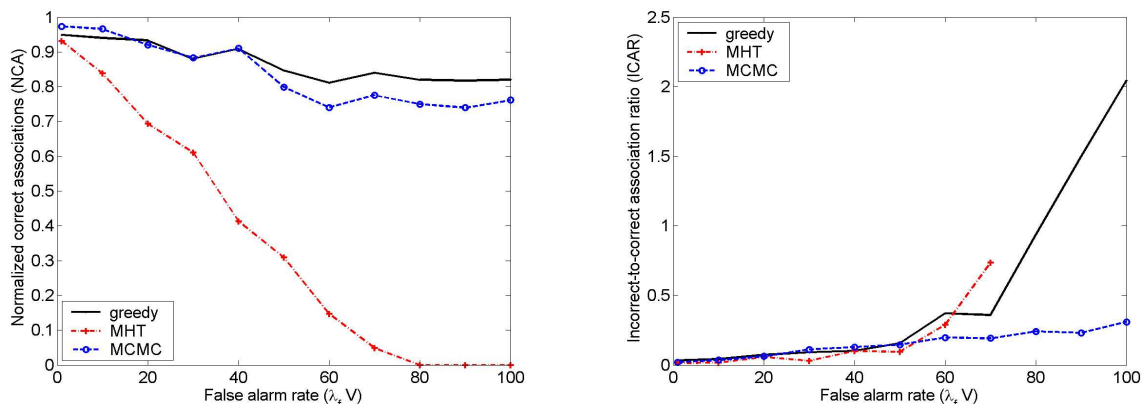 Normalized correct associations (NCA)
1
0.9
0.8
0.7
0.6
0.5
0.4
0.3
0.2
0.1
0
greedy
MHT
MCMC
0 20 40 60 80 100
False alarm rate (λf V)
Incorrect-to-correct association ratio (ICAR)
2.5
2
1.5
1
0.5
0
greedy
MHT
MCMC
0 20 40 60 80 100
False alarm rate (λf V)